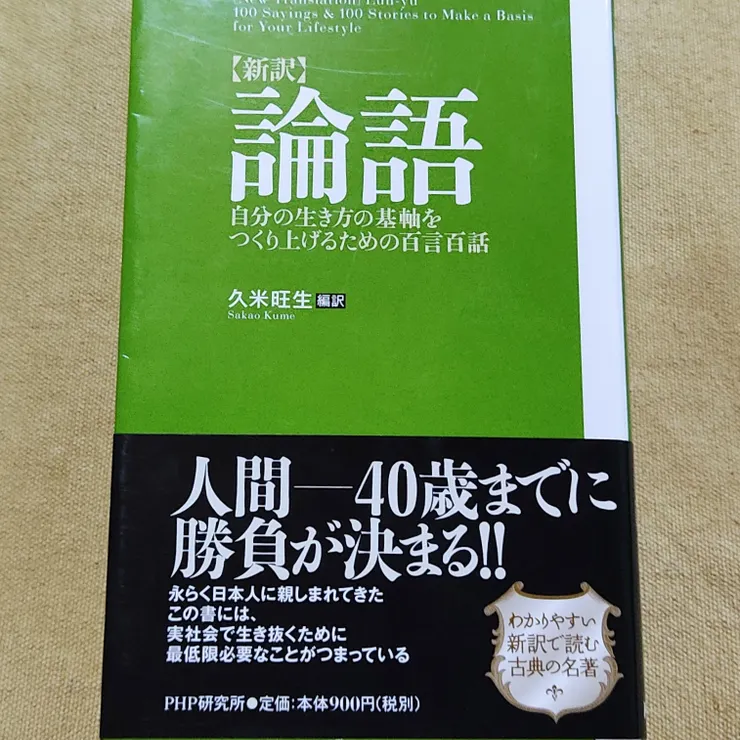 [New Translation] Lun-yu
100 Sayings & 100 Stories to Make a Basis
for Your Lifestyle
【新訳】
論語
自分の生き方の基軸を
つくり上げるための百言百話
久米旺生 編訳
Sakao Kume
人間―40歳までに
勝負が決まる!!
永らく日本人に親しまれてきた
この書には、
実社会で生き抜くために
最低限必要なことがつまっている
わかりやすい
新訳で読む
古典の名著
PHP研究所●定価:本体900円(税別)